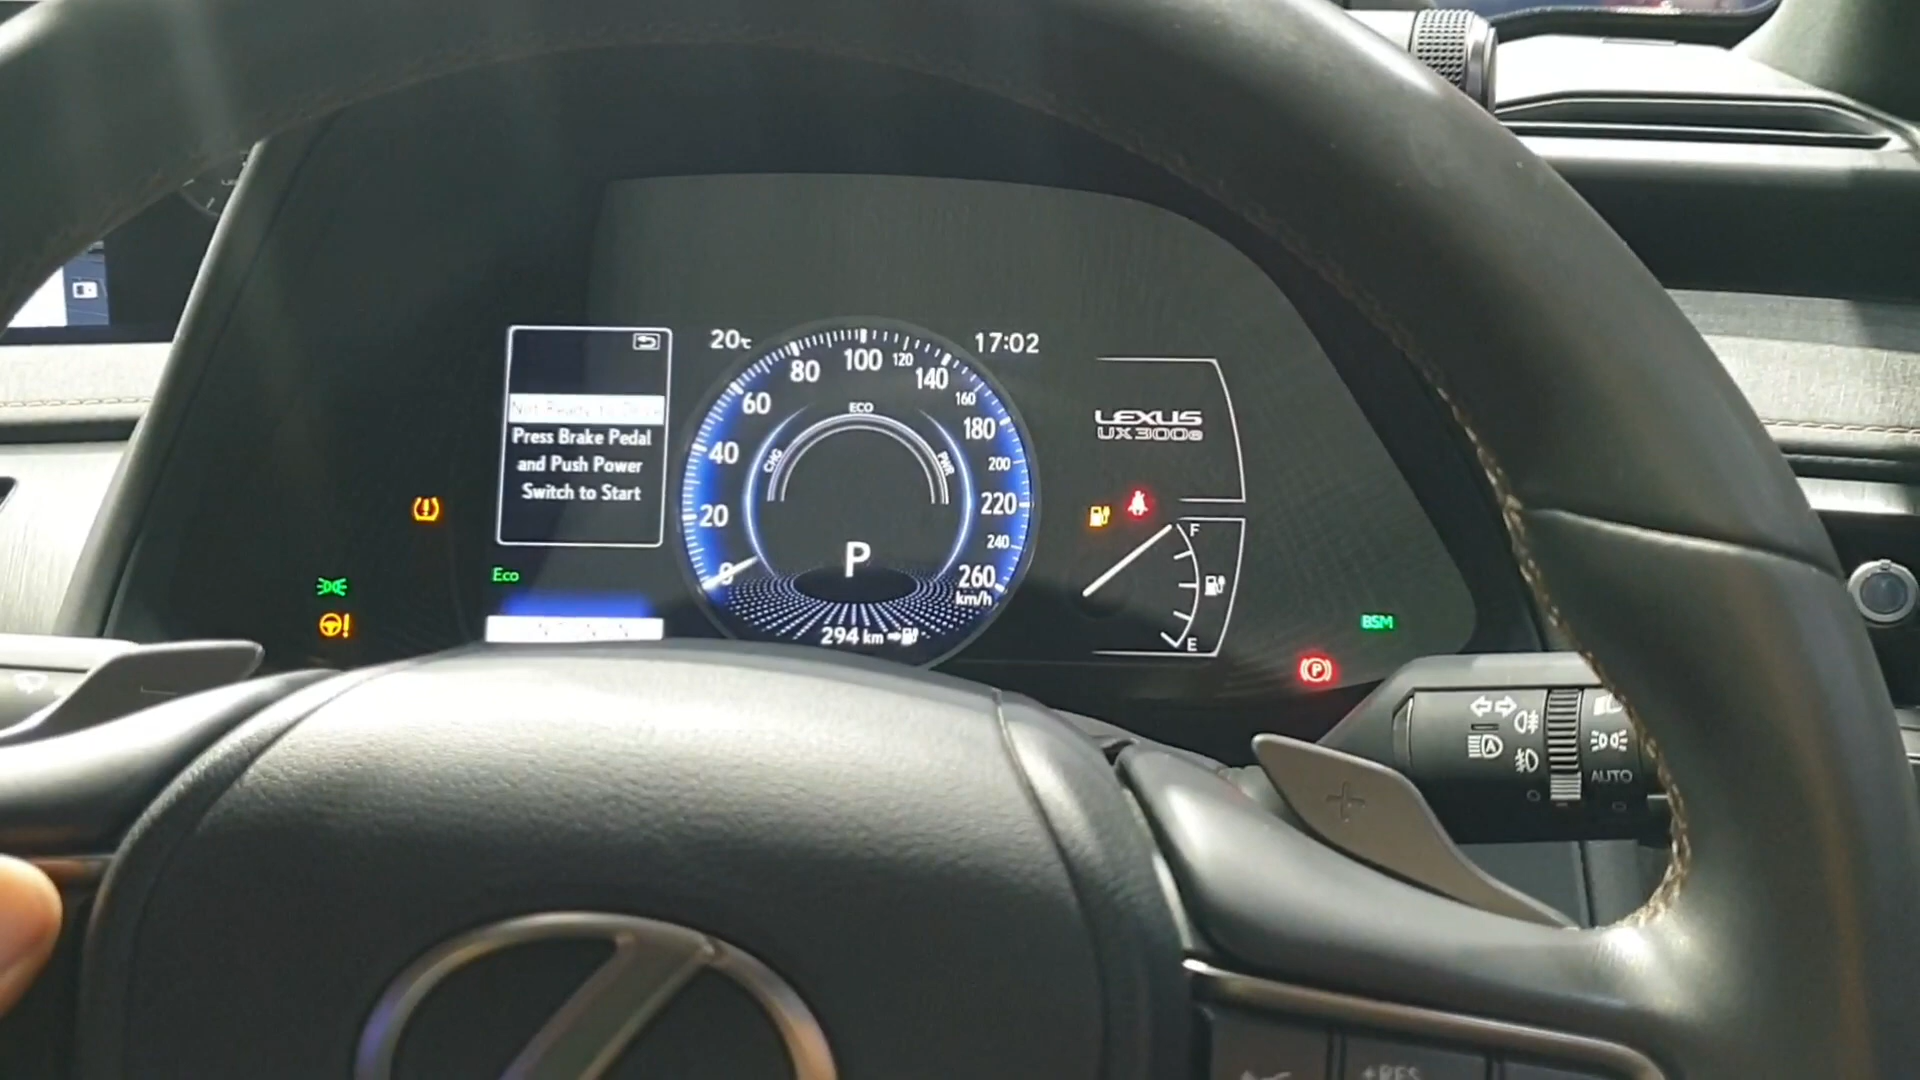 20℃
17:02
Not Ready to Drive
Press Brake Pedal
and Push Power
Switch to Start
0
20
40
60
80
100
120
140
160
180
200
220
240
260
km/h
CHG
ECO
PWR
P
294 km
LEXUS
UX300e
F
E
Eco
BSM
P
A
AUTO
+RES